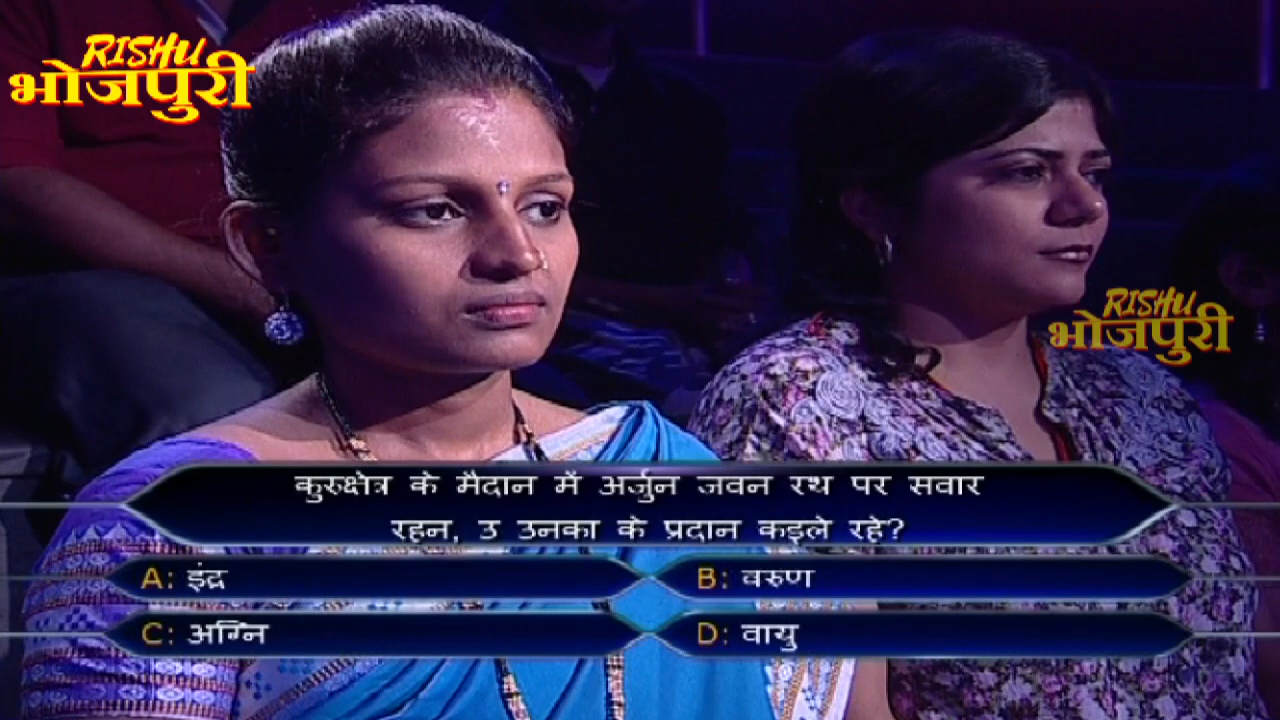 RISHU
भोजपुरी
RISHU
भोजपुरी
कुरुक्षेत्र के मैदान में अर्जुन जवन रथ पर सवार
रहन, उ उनका के प्रदान कइले रहे?
A: इंद्र
B: वरुण
C: अग्नि
D: वायु